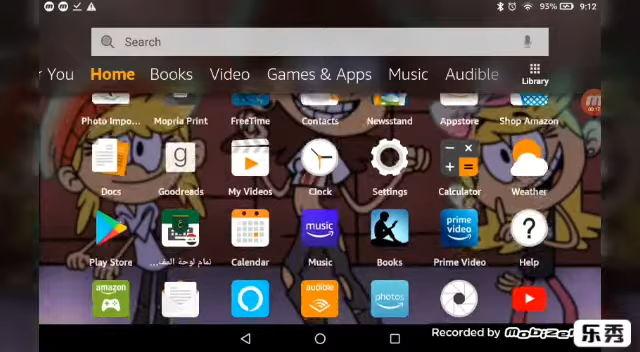 93% 9:12
Search
r You Home Books Video Games & Apps Music Audible Library
Photo Impo... Mopria Print FreeTime Contacts Newsstand Appstore Shop Amazon
Docs Goodreads My Videos Clock Settings Calculator Weather
Play Store Calendar Music Books Prime Video Help
g
music
prime video
amazon
audible
photos
Recorded by
乐秀